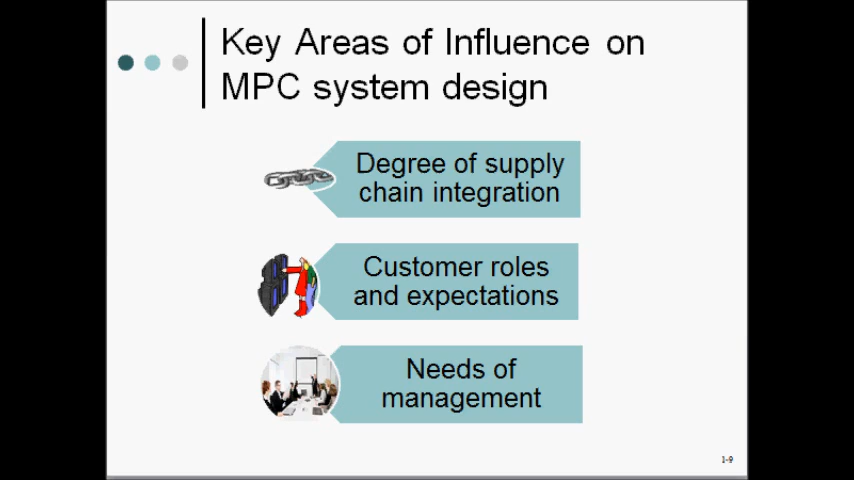 Key Areas of Influence on
MPC system design
Degree of supply
chain integration
Customer roles
and expectations
Needs of
management
1-9